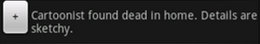 + Cartoonist found dead in home. Details are
sketchy.